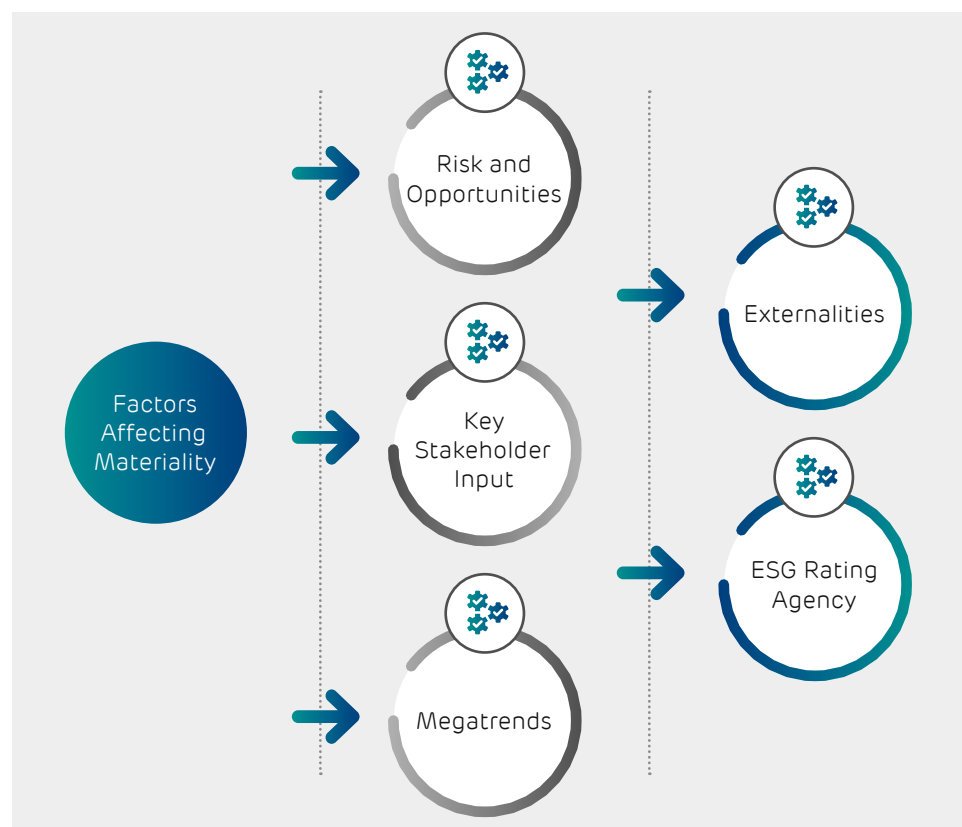 Factors
Affecting
Materiality
Risk and
Opportunities
Key
Stakeholder
Input
Megatrends
Externalities
ESG Rating
Agency